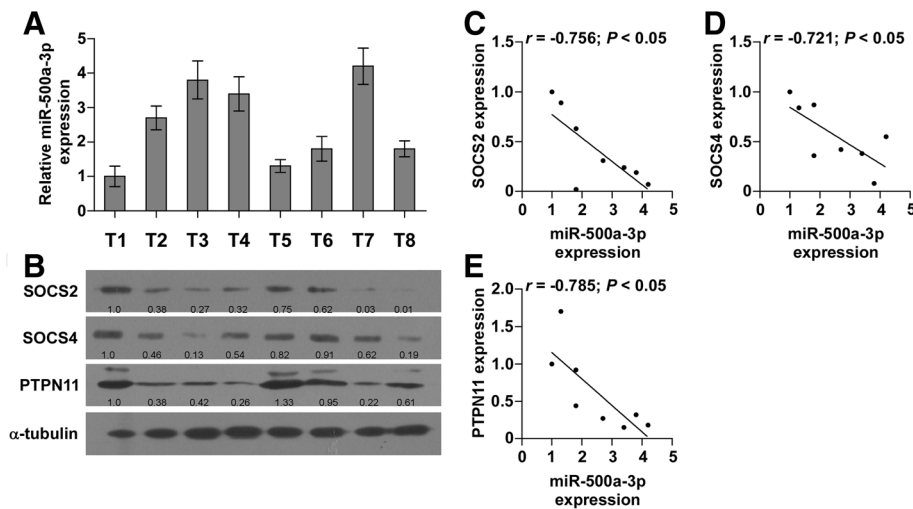 A
Relative miR-500a-3p
expression
5
4
3
2
1
0
T1 T2 T3 T4 T5 T6 T7 T8
B
SOCS2
1.0 0.38 0.27 0.32 0.75 0.62 0.03 0.01
SOCS4
1.0 0.46 0.13 0.54 0.82 0.91 0.62 0.19
PTPN11
1.0 0.38 0.42 0.26 1.33 0.95 0.22 0.61
α-tubulin
C
r = -0.756; P < 0.05
SOCS2 expression
1.5
1.0
0.5
0
0 1 2 3 4 5
miR-500a-3p
expression
D
r = -0.721; P < 0.05
SOCS4 expression
1.5
1.0
0.5
0
0 1 2 3 4 5
miR-500a-3p
expression
E
r = -0.785; P < 0.05
PTPN11 expression
2.0
1.5
1.0
0.5
0
0 1 2 3 4 5
miR-500a-3p
expression